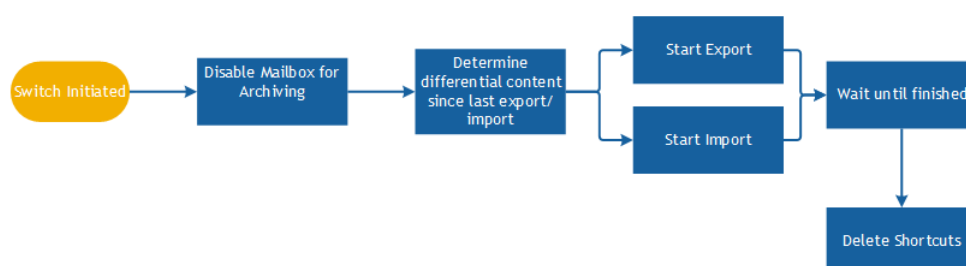 Switch Initiated
Disable Mailbox for
Archiving
Determine
differential content
since last export/
import
Start Export
Start Import
Wait until finished
Delete Shortcuts